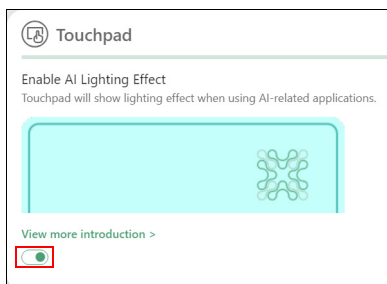 Touchpad
Enable AI Lighting Effect
Touchpad will show lighting effect when using AI-related applications.
View more introduction >